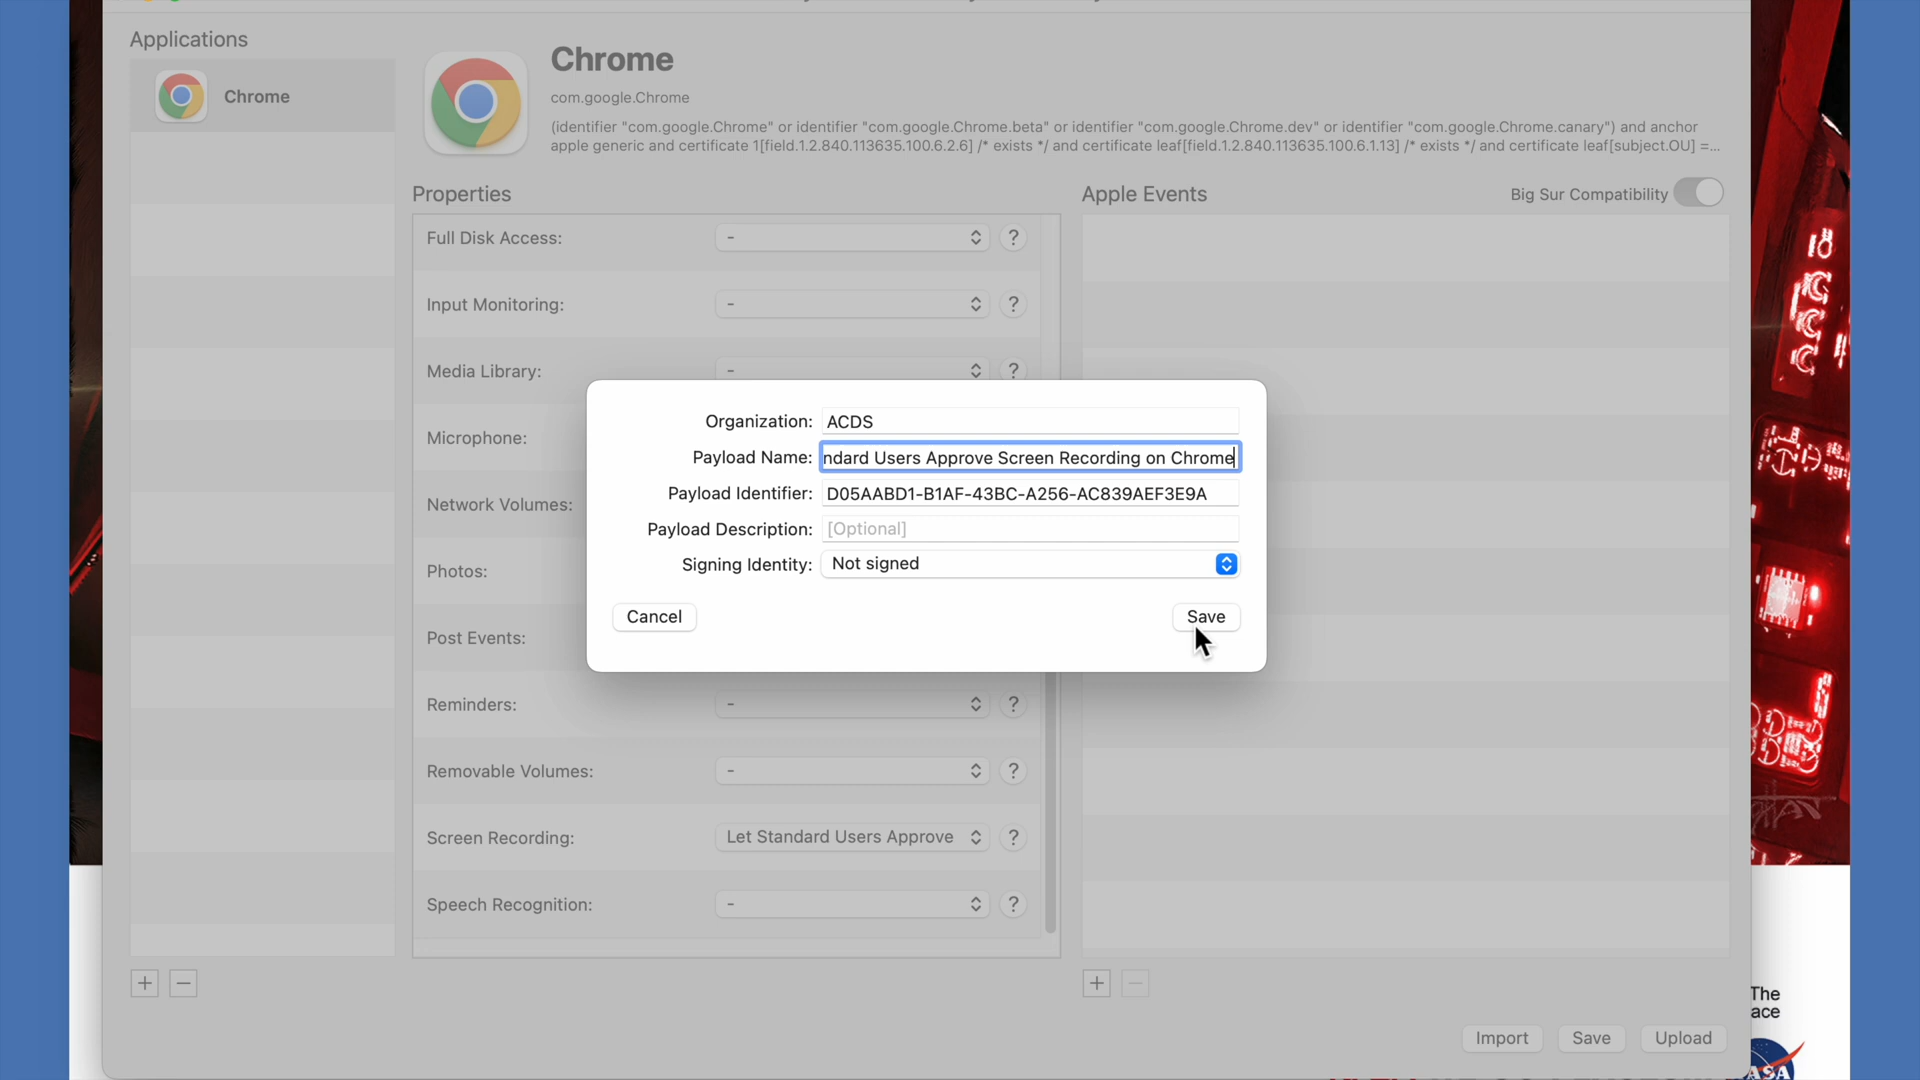 Applications
Chrome
Chrome
com.google.Chrome
(identifier "com.google.Chrome" or identifier "com.google.Chrome.beta" or identifier "com.google.Chrome.dev" or identifier "com.google.Chrome.canary") and anchor
apple generic and certificate 1[field.1.2.840.113635.100.6.2.6] /* exists */ and certificate leaf[field.1.2.840.113635.100.6.1.13] /* exists */ and certificate leaf[subject.OU] =...
Properties
Apple Events
Big Sur Compatibility
Full Disk Access:
-
?
Input Monitoring:
-
?
Media Library:
-
?
Microphone:
Network Volumes:
Photos:
Post Events:
Reminders:
-
?
Removable Volumes:
-
?
Screen Recording:
Let Standard Users Approve
?
Speech Recognition:
-
?
Organization:
ACDS
Payload Name:
ndard Users Approve Screen Recording on Chrome
Payload Identifier:
D05AABD1-B1AF-43BC-A256-AC839AEF3E9A
Payload Description:
[Optional]
Signing Identity:
Not signed
Cancel
Save
Import
Save
Upload
The
ace